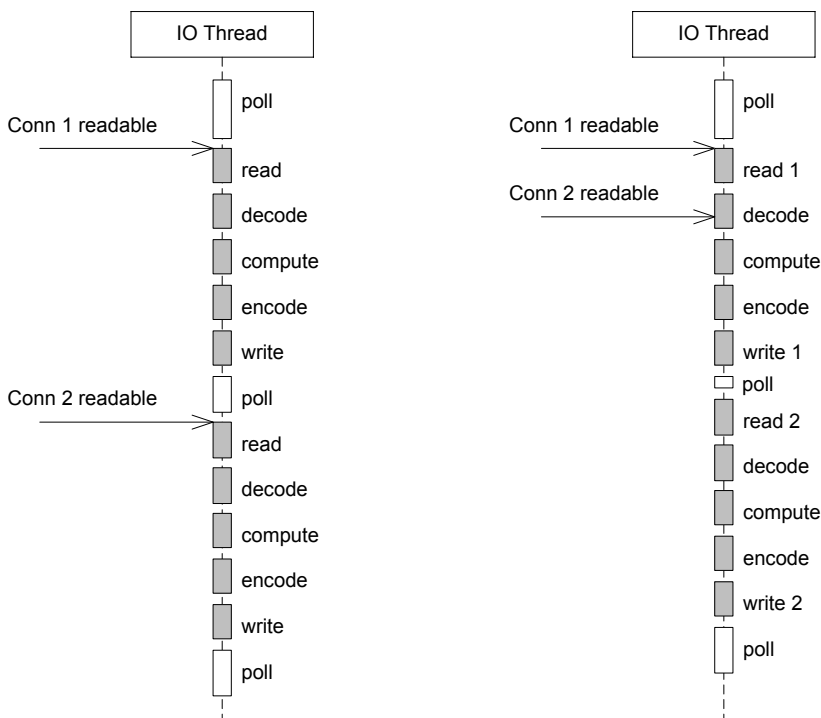 IO Thread
poll
Conn 1 readable
read
decode
compute
encode
write
Conn 2 readable
poll
read
decode
compute
encode
write
poll
IO Thread
poll
Conn 1 readable
read 1
Conn 2 readable
decode
compute
encode
write 1
poll
read 2
decode
compute
encode
write 2
poll